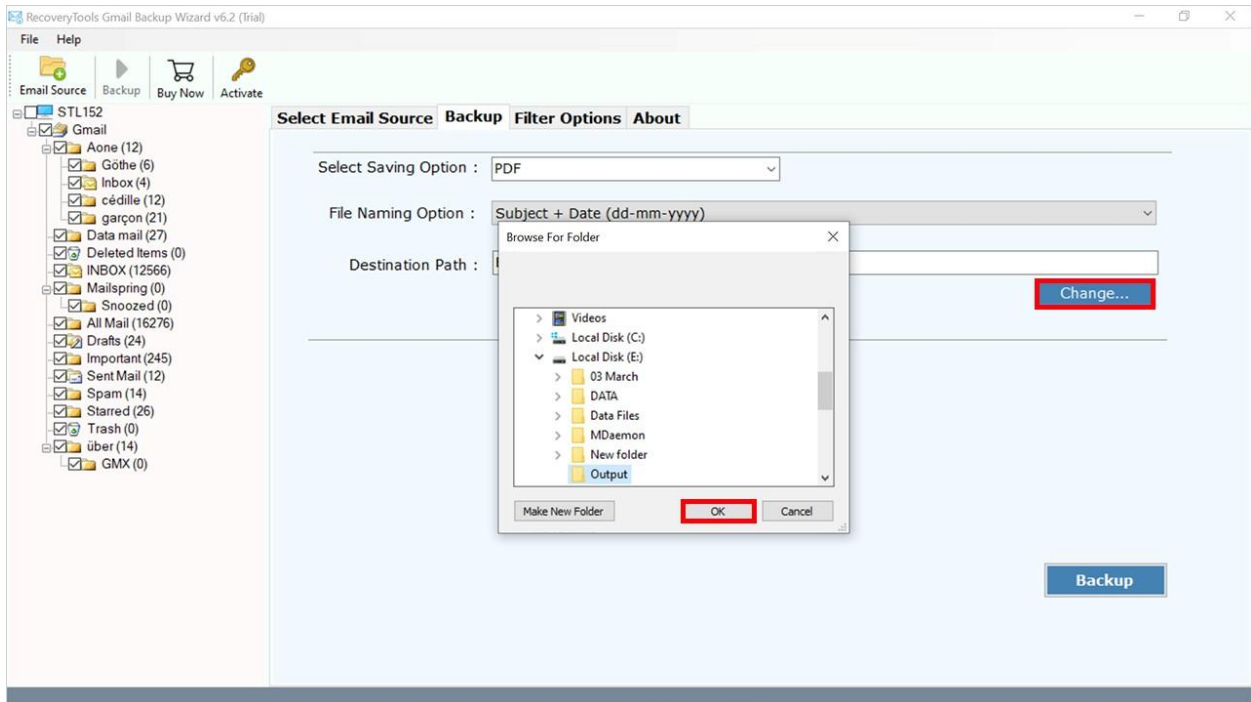 RecoveryTools Gmail Backup Wizard v6.2 (Trial)
File Help
Email Source Backup Buy Now Activate
STL152
Gmail
Aone (12)
Göthe (6)
Inbox (4)
cédille (12)
garçon (21)
Data mail (27)
Deleted Items (0)
INBOX (12566)
Mailspring (0)
Snoozed (0)
All Mail (16276)
Drafts (24)
Important (245)
Sent Mail (12)
Spam (14)
Starred (26)
Trash (0)
über (14)
GMX (0)
Select Email Source Backup Filter Options About
Select Saving Option : PDF
File Naming Option : Subject + Date (dd-mm-yyyy)
Destination Path :
Change...
Browse For Folder
Videos
Local Disk (C:)
Local Disk (E:)
03 March
DATA
Data Files
MDaemon
New folder
Output
Make New Folder OK Cancel
Backup